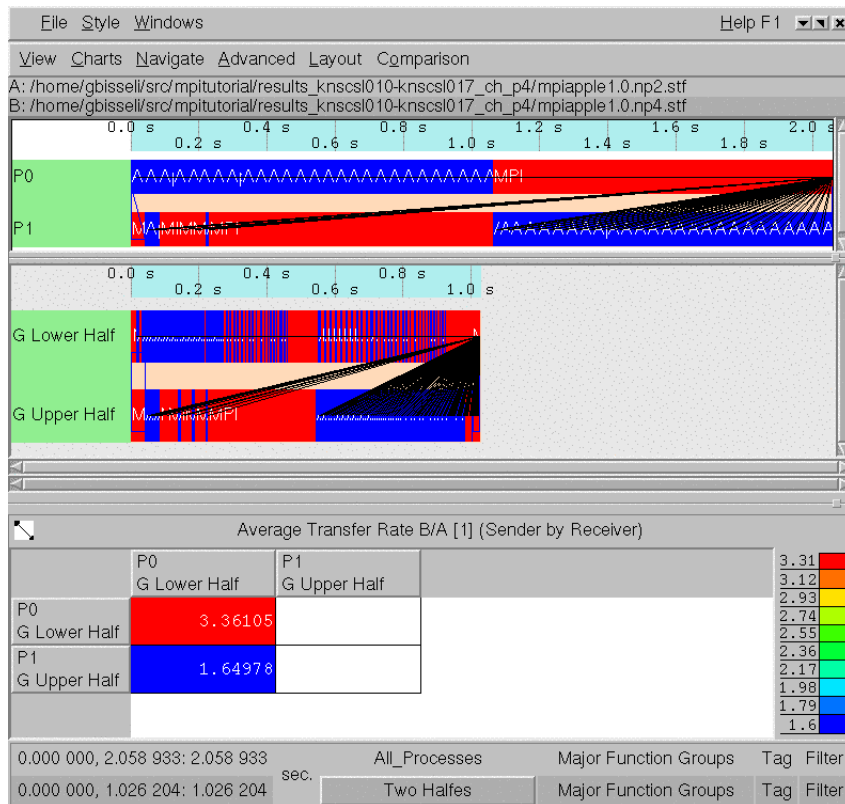 File Style Windows Help F1
View Charts Navigate Advanced Layout Comparison
A: /home/gbisseli/src/mpitutorial/results_knscsl010-knscsl017_ch_p4/mpiapple1.0.np2.stf
B: /home/gbisseli/src/mpitutorial/results_knscsl010-knscsl017_ch_p4/mpiapple1.0.np4.stf
0.0 s 0.4 s 0.8 s 1.2 s 1.6 s 2.0 s
0.2 s 0.6 s 1.0 s 1.4 s 1.8 s
P0 MPI
P1 MPI
0.0 s 0.4 s 0.8 s
0.2 s 0.6 s 1.0 s
G Lower Half
G Upper Half MPI
Average Transfer Rate B/A [1] (Sender by Receiver)
P0 P1
G Lower Half G Upper Half
P0
G Lower Half
3.36105
P1
G Upper Half
1.64978
3.31
3.12
2.93
2.74
2.55
2.36
2.17
1.98
1.79
1.6
0.000 000, 2.058 933: 2.058 933 All_Processes Major Function Groups Tag Filter
sec.
0.000 000, 1.026 204: 1.026 204 Two Halfes Major Function Groups Tag Filter